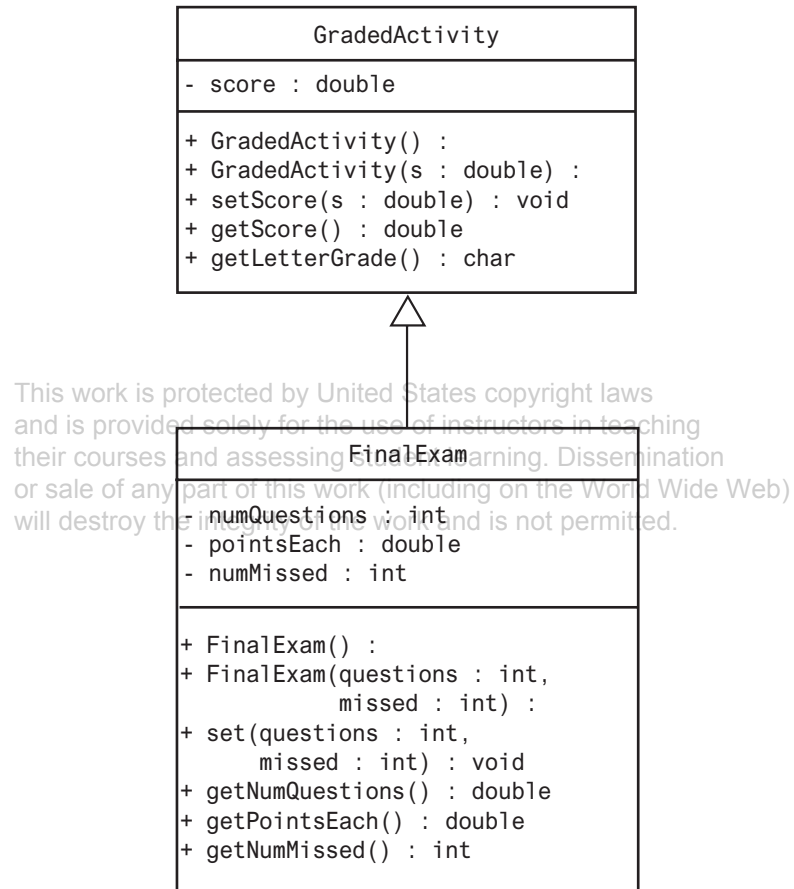 GradedActivity
- score : double
+ GradedActivity() :
+ GradedActivity(s : double) :
+ setScore(s : double) : void
+ getScore() : double
+ getLetterGrade() : char
This work is protected by United States copyright laws
and is provided solely for the use of instructors in teaching
their courses and assessing student learning. Dissemination
or sale of any part of this work (including on the World Wide Web)
will destroy the integrity of the work and is not permitted.
FinalExam
- numQuestions : int
- pointsEach : double
- numMissed : int
+ FinalExam() :
+ FinalExam(questions : int,
missed : int) :
+ set(questions : int,
missed : int) : void
+ getNumQuestions() : double
+ getPointsEach() : double
+ getNumMissed() : int